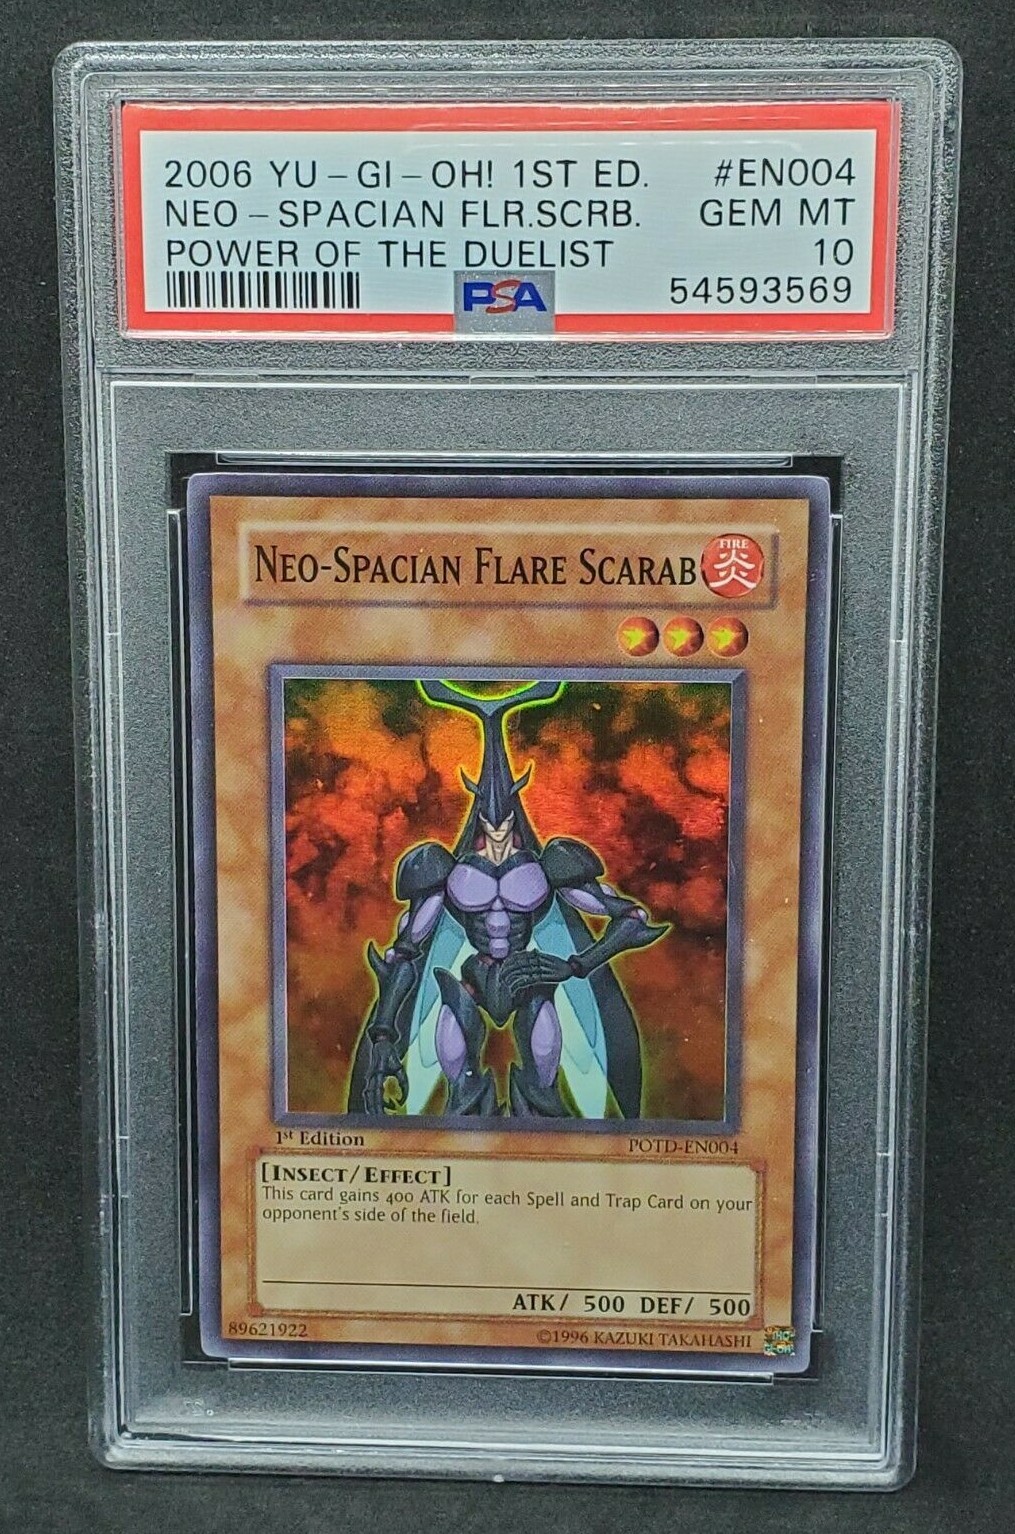 2006 YU-GI-OH! 1ST ED. #EN004
NEO-SPACIAN FLR.SCRB. GEM MT
POWER OF THE DUELIST 10
PSA 54593569
NEO-SPACIAN FLARE SCARAB
FIRE
炎
1st Edition
POTD-EN004
[INSECT/EFFECT]
This card gains 400 ATK for each Spell and Trap Card on your
opponent's side of the field.
ATK/ 500 DEF/ 500
89621922
©1996 KAZUKI TAKAHASHI